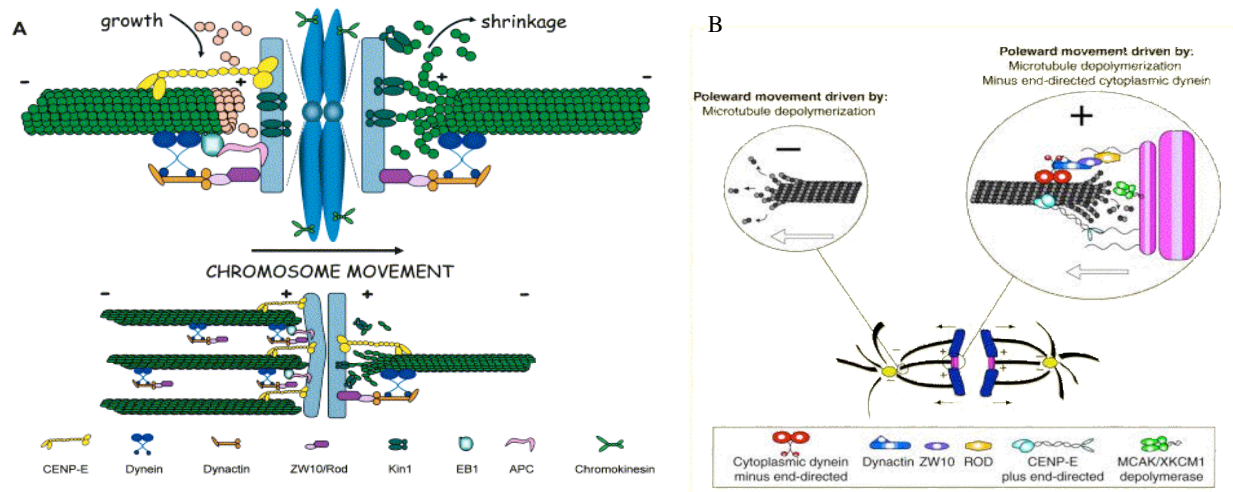 A
growth
shrinkage
-
+
+
-
CHROMOSOME MOVEMENT
-
+
+
-
CENP-E
Dynein
Dynactin
ZW10/Rod
Kin1
EB1
APC
Chromokinesin
B
Poleward movement driven by:
Microtubule depolymerization
Minus end-directed cytoplasmic dynein
Poleward movement driven by:
Microtubule depolymerization
−
+
−
−
+
+
+
+
−
−
Cytoplasmic dynein
minus end-directed
Dynactin
ZW10
ROD
CENP-E
plus end-directed
MCAK/XKCM1
depolymerase